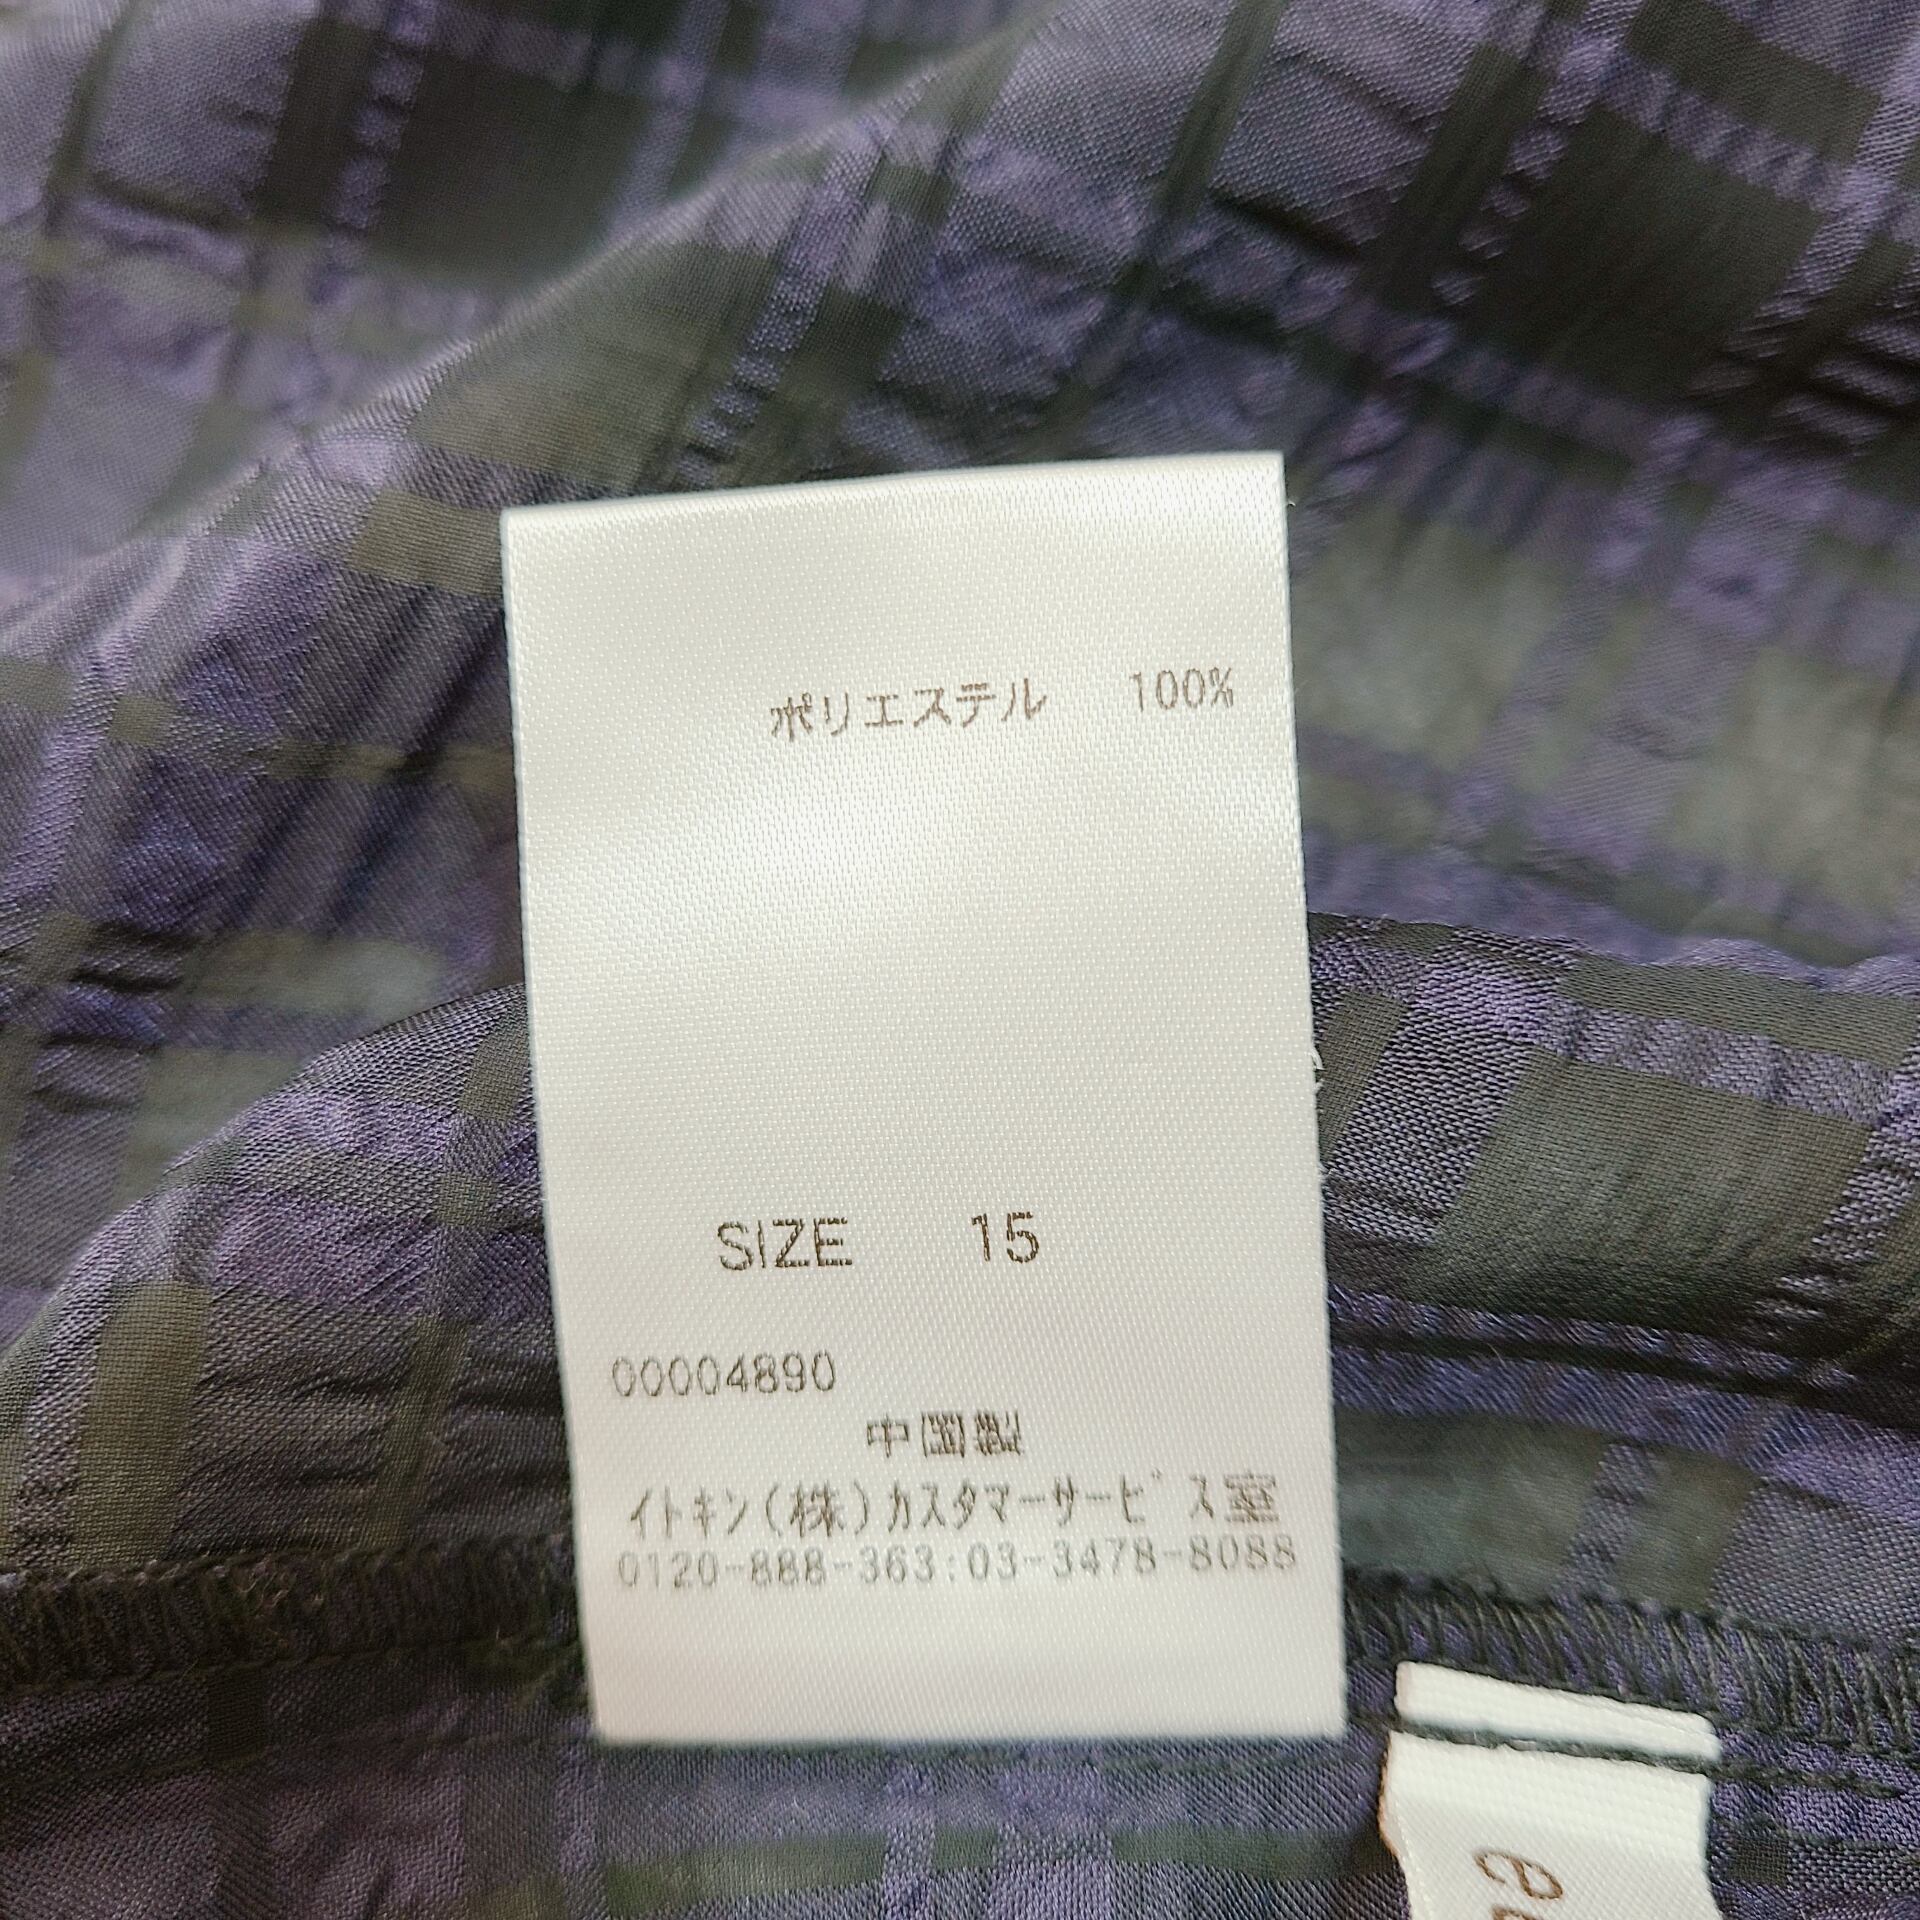 ポリエステル 100%
SIZE 15
00004890
中国製
イトキン(株)カスタマーサービス室
0120-888-363:03-3478-8088